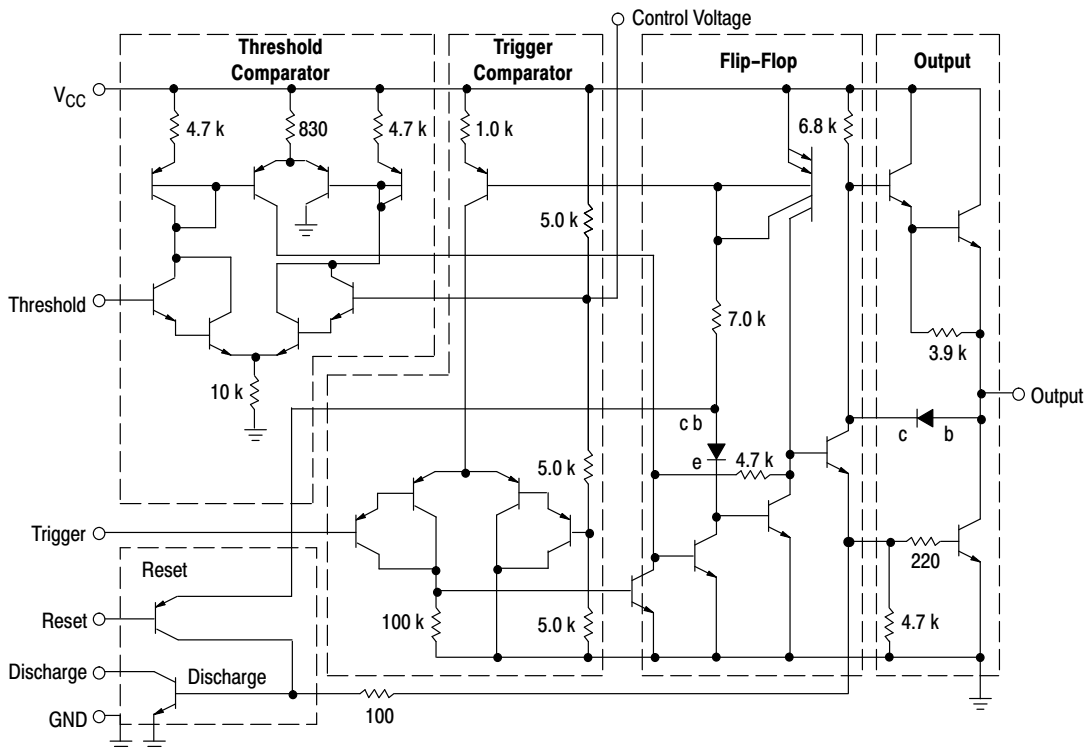 Control Voltage
Threshold
Comparator
Trigger
Comparator
Flip-Flop
Output
VCC
4.7 k
830
4.7 k
1.0 k
6.8 k
5.0 k
Threshold
7.0 k
3.9 k
10 k
Output
c b
c
b
e
4.7 k
5.0 k
Trigger
220
Reset
Reset
100 k
5.0 k
4.7 k
Discharge
Discharge
GND
100